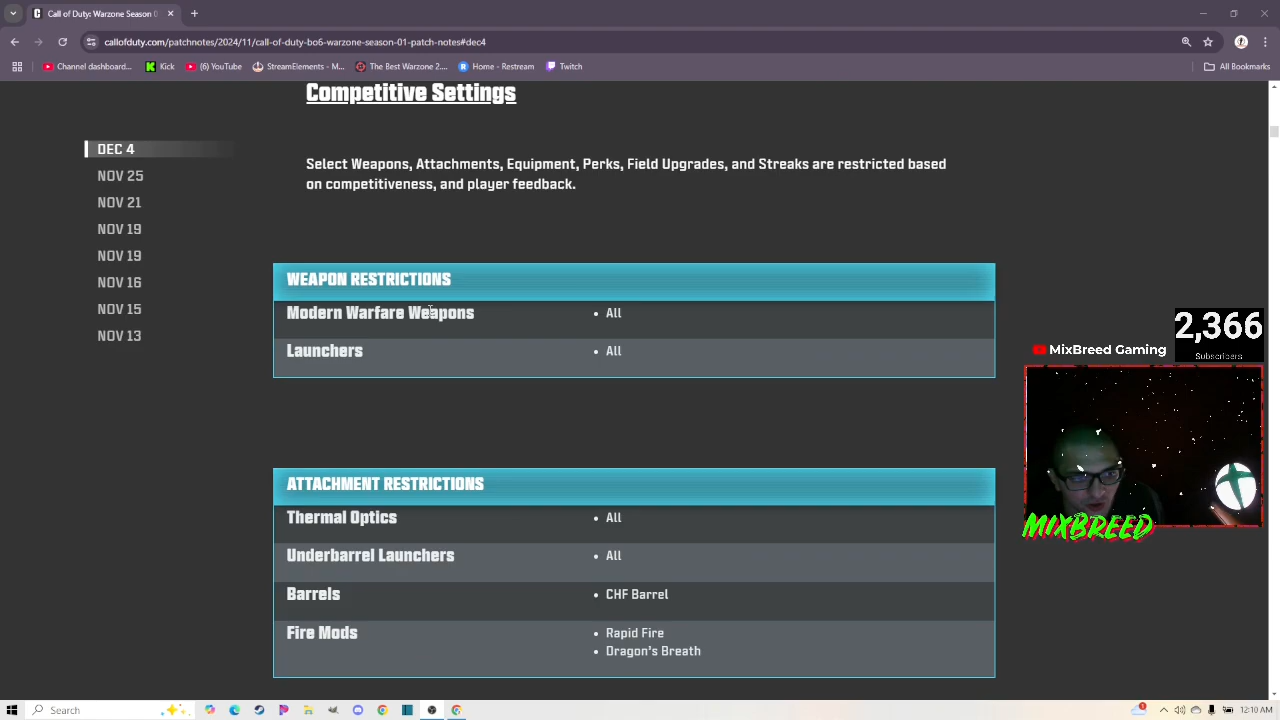 Call of Duty: Warzone Season 0
callofduty.com/patchnotes/2024/11/call-of-duty-bo6-warzone-season-01-patch-notes#dec4
Channel dashboard...
Kick
(6) YouTube
StreamElements - M...
The Best Warzone 2....
Home - Restream
Twitch
All Bookmarks
Competitive Settings
DEC 4
NOV 25
NOV 21
NOV 19
NOV 19
NOV 16
NOV 15
NOV 13
Select Weapons, Attachments, Equipment, Perks, Field Upgrades, and Streaks are restricted based
on competitiveness, and player feedback.
WEAPON RESTRICTIONS
Modern Warfare Weapons
All
Launchers
All
ATTACHMENT RESTRICTIONS
Thermal Optics
All
Underbarrel Launchers
All
Barrels
CHF Barrel
Fire Mods
Rapid Fire
Dragon's Breath
2,366
Subscribers
MixBreed Gaming
MIXBREED
Search
12:10 AM